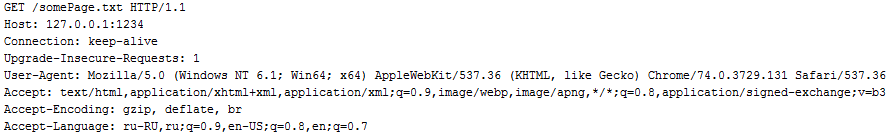 GET /somePage.txt HTTP/1.1
Host: 127.0.0.1:1234
Connection: keep-alive
Upgrade-Insecure-Requests: 1
User-Agent: Mozilla/5.0 (Windows NT 6.1; Win64; x64) AppleWebKit/537.36 (KHTML, like Gecko) Chrome/74.0.3729.131 Safari/537.36
Accept: text/html,application/xhtml+xml,application/xml;q=0.9,image/webp,image/apng,*/*;q=0.8,application/signed-exchange;v=b3
Accept-Encoding: gzip, deflate, br
Accept-Language: ru-RU,ru;q=0.9,en-US;q=0.8,en;q=0.7